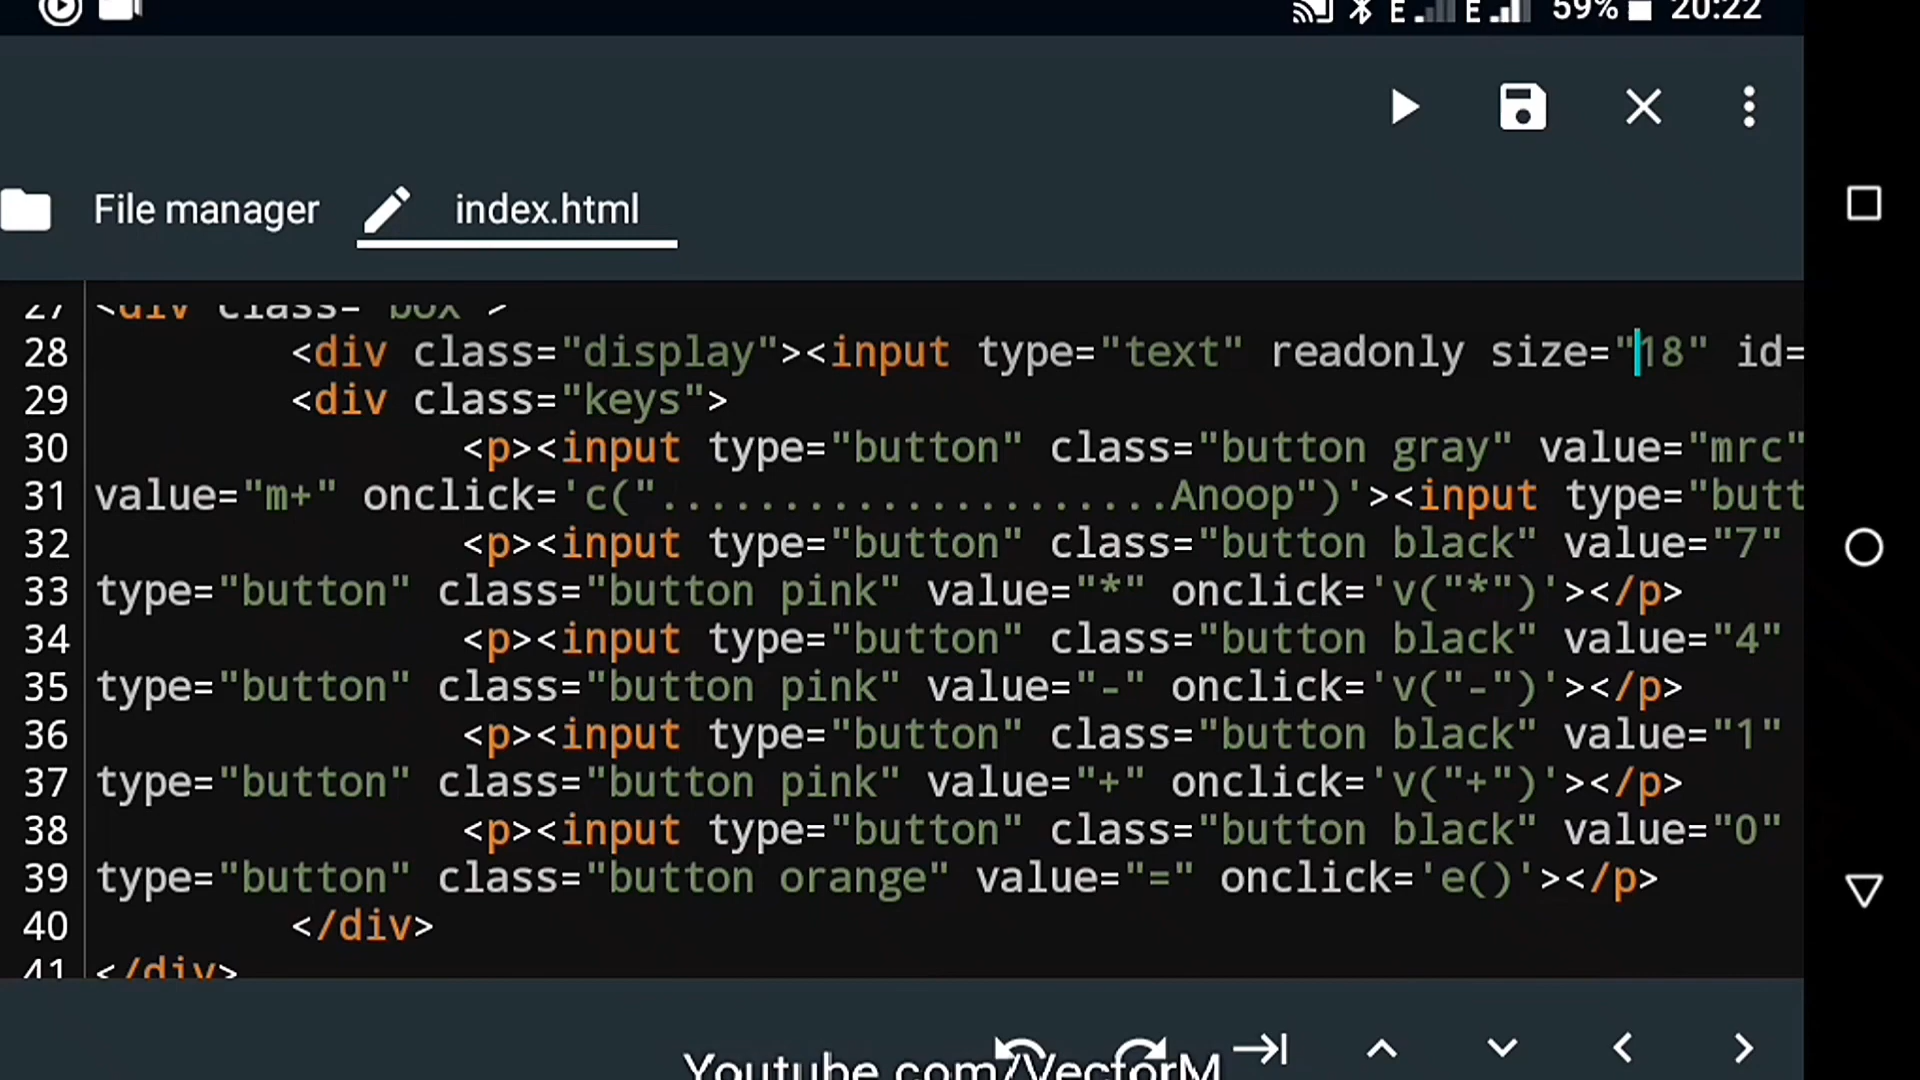 E E 59% 20:22
File manager index.html
27 <div class="box">
28 <div class="display"><input type="text" readonly size="18" id=
29 <div class="keys">
30 <p><input type="button" class="button gray" value="mrc"
31 value="m+" onclick='c(".....................Anoop")'><input type="butt
32 <p><input type="button" class="button black" value="7"
33 type="button" class="button pink" value="*" onclick='v("*")'></p>
34 <p><input type="button" class="button black" value="4"
35 type="button" class="button pink" value="-" onclick='v("-")'></p>
36 <p><input type="button" class="button black" value="1"
37 type="button" class="button pink" value="+" onclick='v("+")'></p>
38 <p><input type="button" class="button black" value="0"
39 type="button" class="button orange" value="=" onclick='e()'></p>
40 </div>
41 </div>
Youtube.com/VectorM